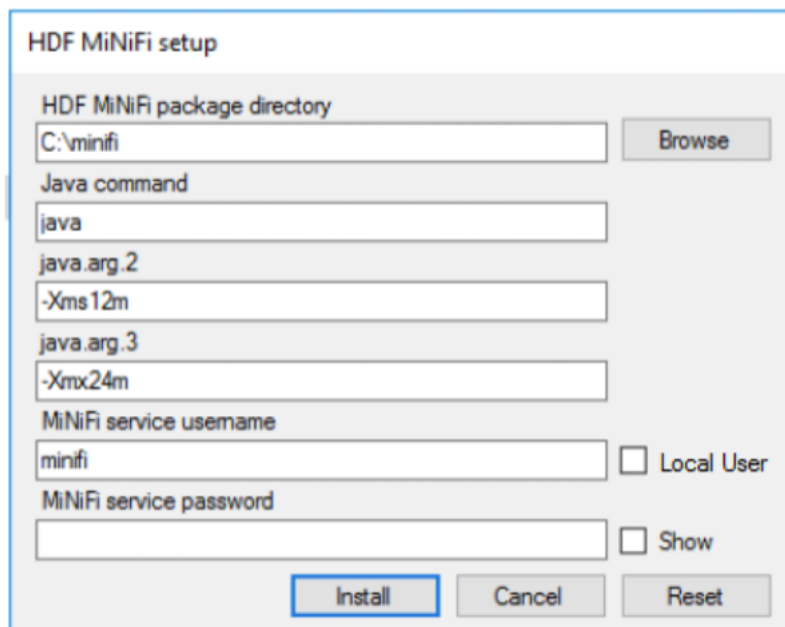 HDF MiNiFi setup
HDF MiNiFi package directory
C:\minifi
Browse
Java command
java
java.arg.2
-Xms12m
java.arg.3
-Xmx24m
MiNiFi service username
minifi
Local User
MiNiFi service password
Show
Install
Cancel
Reset